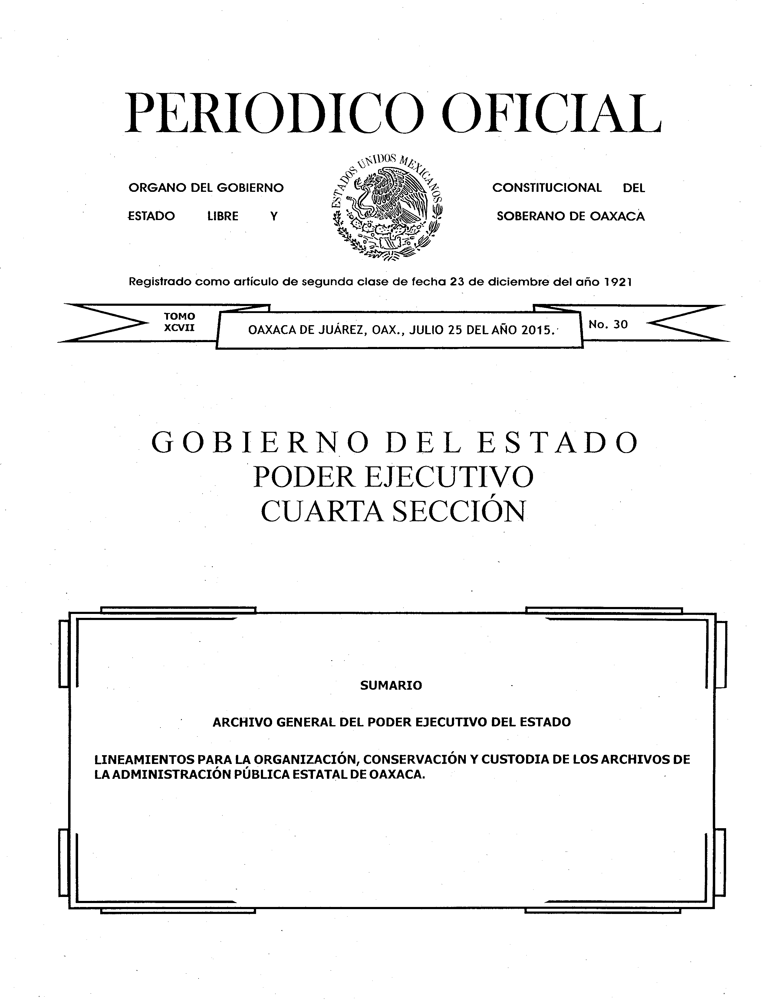 PERIODICO OFICIAL
ESTADOS UNIDOS MEXICANOS
ORGANO DEL GOBIERNO CONSTITUCIONAL DEL
ESTADO LIBRE Y SOBERANO DE OAXACA
Registrado como artículo de segunda clase de fecha 23 de diciembre del año 1921
TOMO
XCVII
OAXACA DE JUÁREZ, OAX., JULIO 25 DEL AÑO 2015.
No. 30
GOBIERNO DEL ESTADO
PODER EJECUTIVO
CUARTA SECCIÓN
SUMARIO
ARCHIVO GENERAL DEL PODER EJECUTIVO DEL ESTADO
LINEAMIENTOS PARA LA ORGANIZACIÓN, CONSERVACIÓN Y CUSTODIA DE LOS ARCHIVOS DE
LA ADMINISTRACIÓN PÚBLICA ESTATAL DE OAXACA.